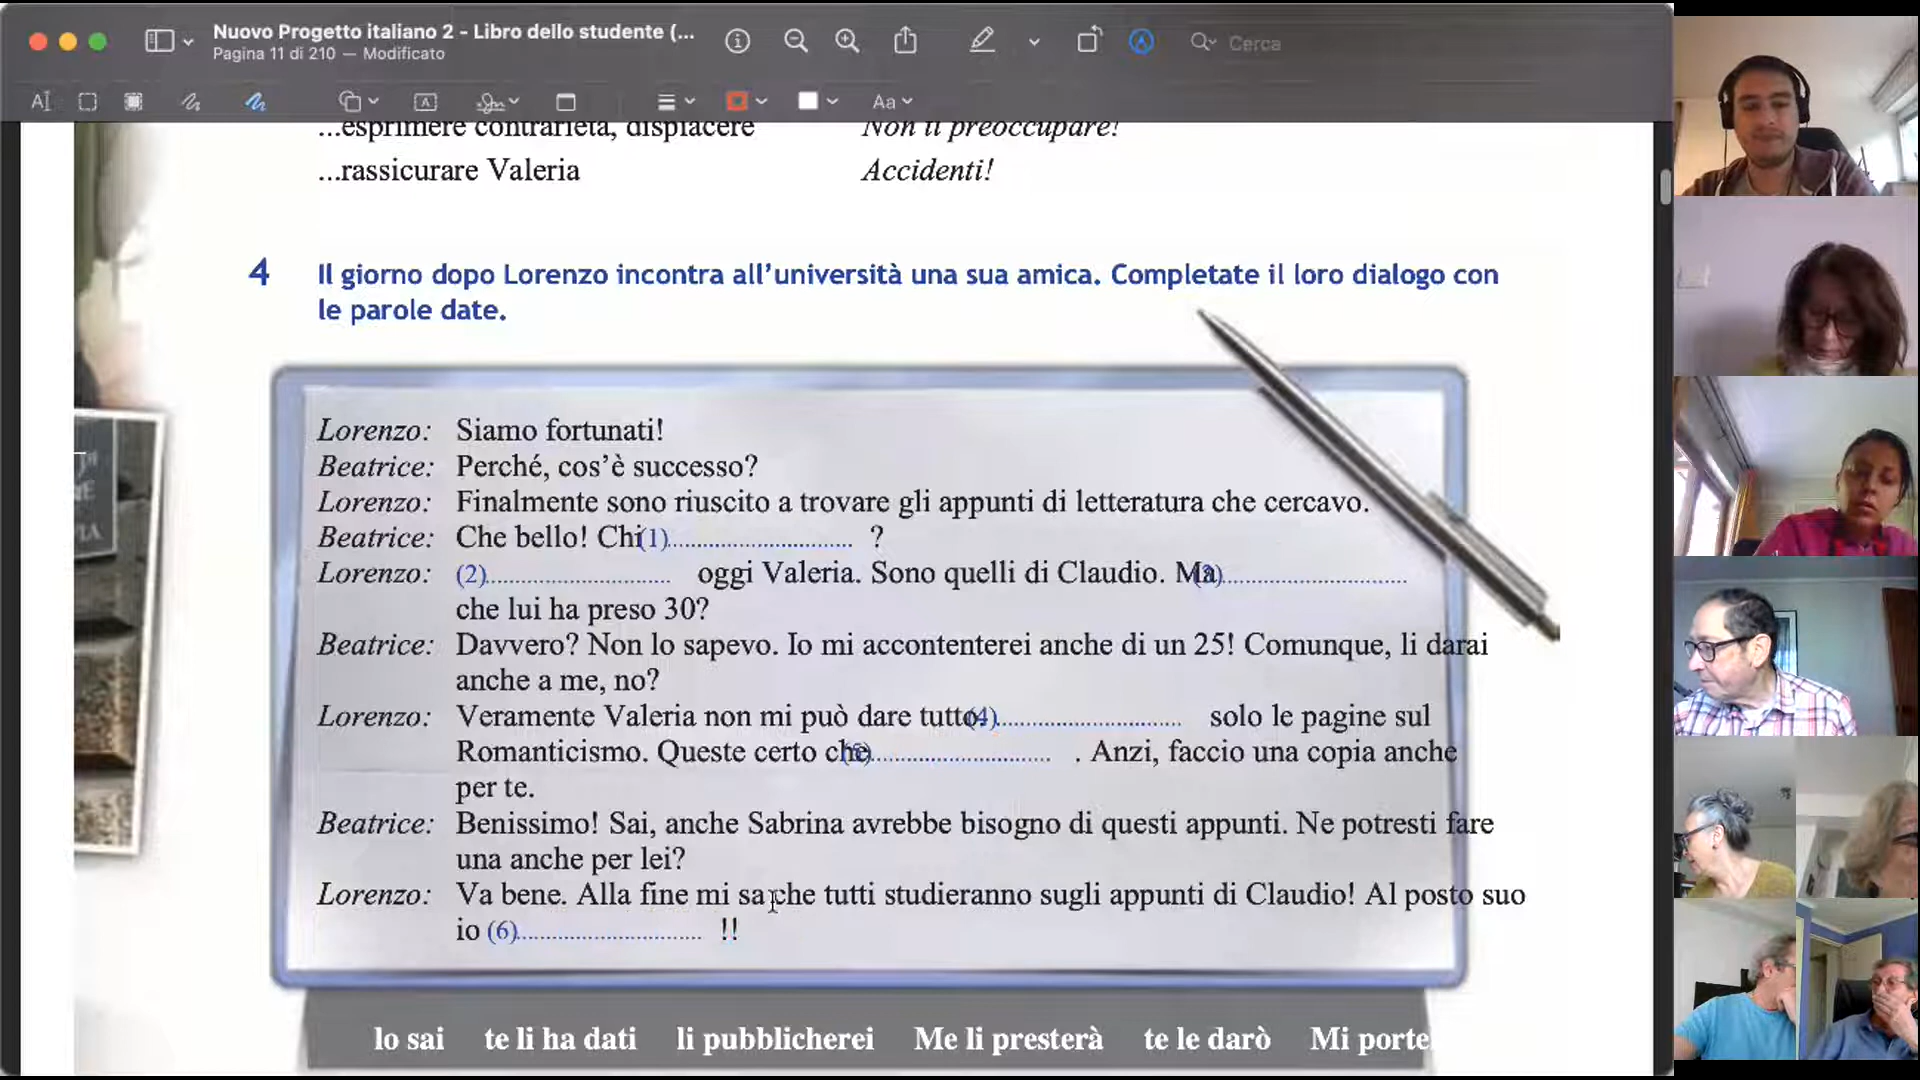 Nuovo Progetto italiano 2 - Libro dello studente (...
Pagina 11 di 210 — Modificato
Cerca
Aa
...esprimere contrarietà, dispiacere Non ti preoccupare!
...rassicurare Valeria Accidenti!
4 Il giorno dopo Lorenzo incontra all'università una sua amica. Completate il loro dialogo con
le parole date.
Lorenzo: Siamo fortunati!
Beatrice: Perché, cos'è successo?
Lorenzo: Finalmente sono riuscito a trovare gli appunti di letteratura che cercavo.
Beatrice: Che bello! Chi (1).............................. ?
Lorenzo: (2).............................. oggi Valeria. Sono quelli di Claudio. Ma (3)..............................
che lui ha preso 30?
Beatrice: Davvero? Non lo sapevo. Io mi accontenterei anche di un 25! Comunque, li darai
anche a me, no?
Lorenzo: Veramente Valeria non mi può dare tutto. (4).............................. solo le pagine sul
Romanticismo. Queste certo che (5).............................. . Anzi, faccio una copia anche
per te.
Beatrice: Benissimo! Sai, anche Sabrina avrebbe bisogno di questi appunti. Ne potresti fare
una anche per lei?
Lorenzo: Va bene. Alla fine mi sa che tutti studieranno sugli appunti di Claudio! Al posto suo
io (6).............................. !!
lo sai te li ha dati li pubblicherei Me li presterà te le darò Mi porte